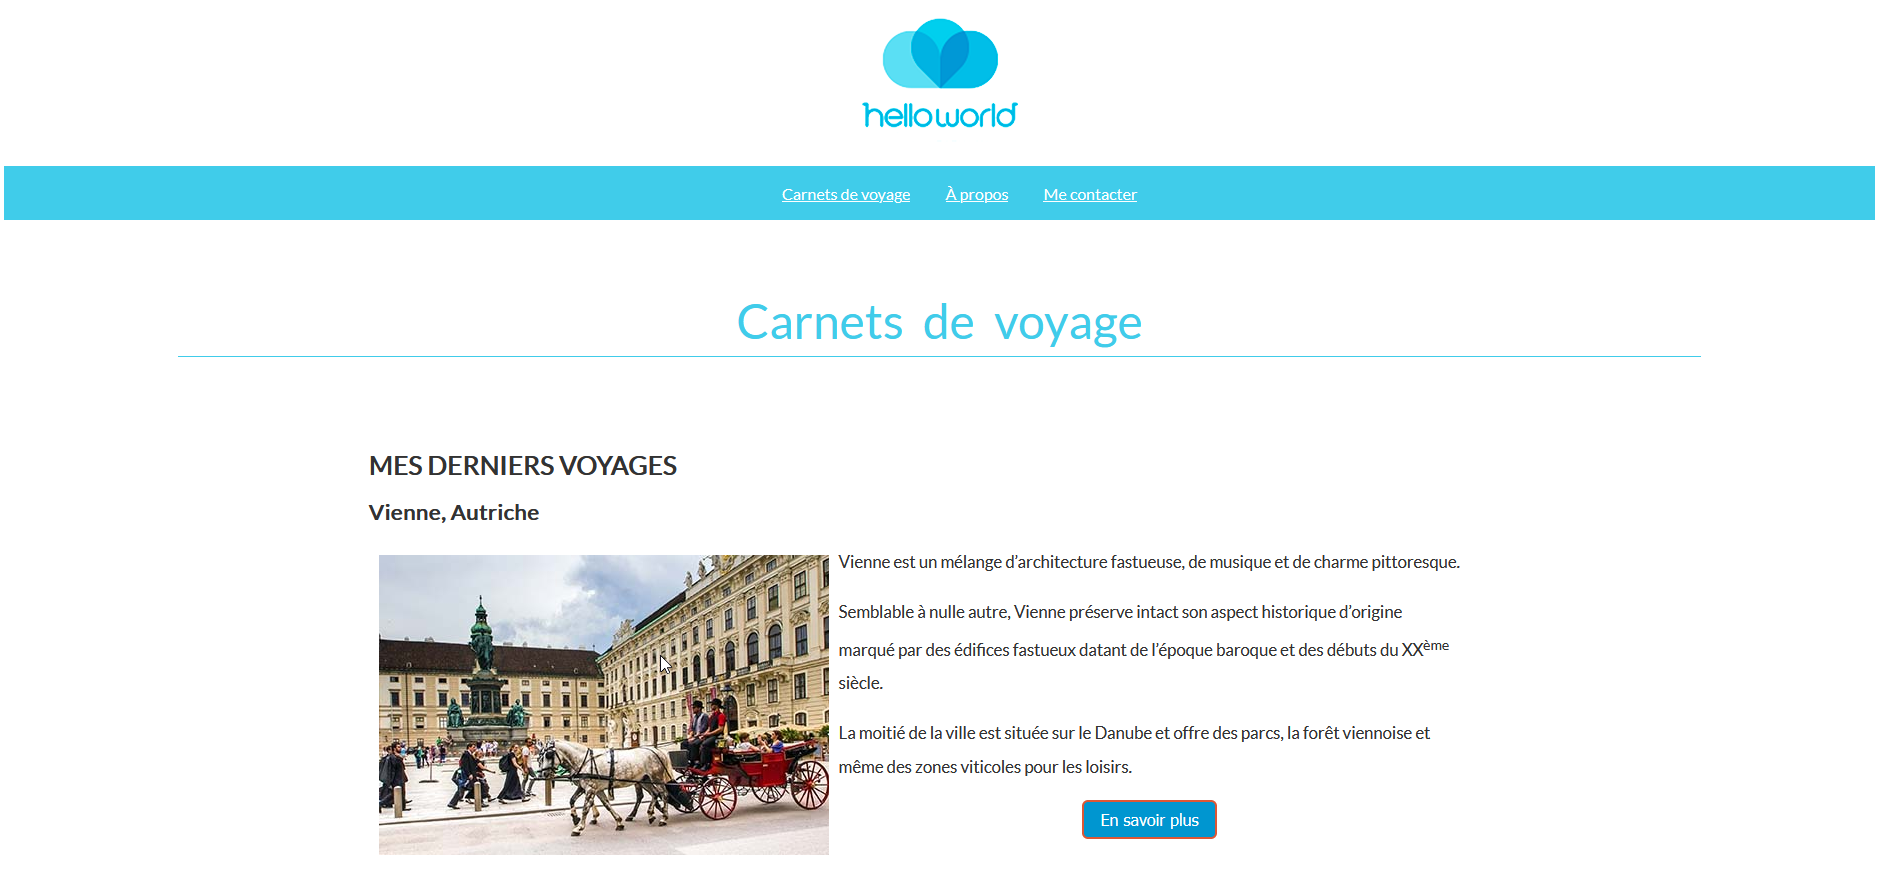 helloworld
Carnets de voyage À propos Me contacter
Carnets de voyage
MES DERNIERS VOYAGES
Vienne, Autriche
Vienne est un mélange d’architecture fastueuse, de musique et de charme pittoresque.
Semblable à nulle autre, Vienne préserve intact son aspect historique d’origine
marqué par des édifices fastueux datant de l’époque baroque et des débuts du XXème
siècle.
La moitié de la ville est située sur le Danube et offre des parcs, la forêt viennoise et
même des zones viticoles pour les loisirs.
En savoir plus